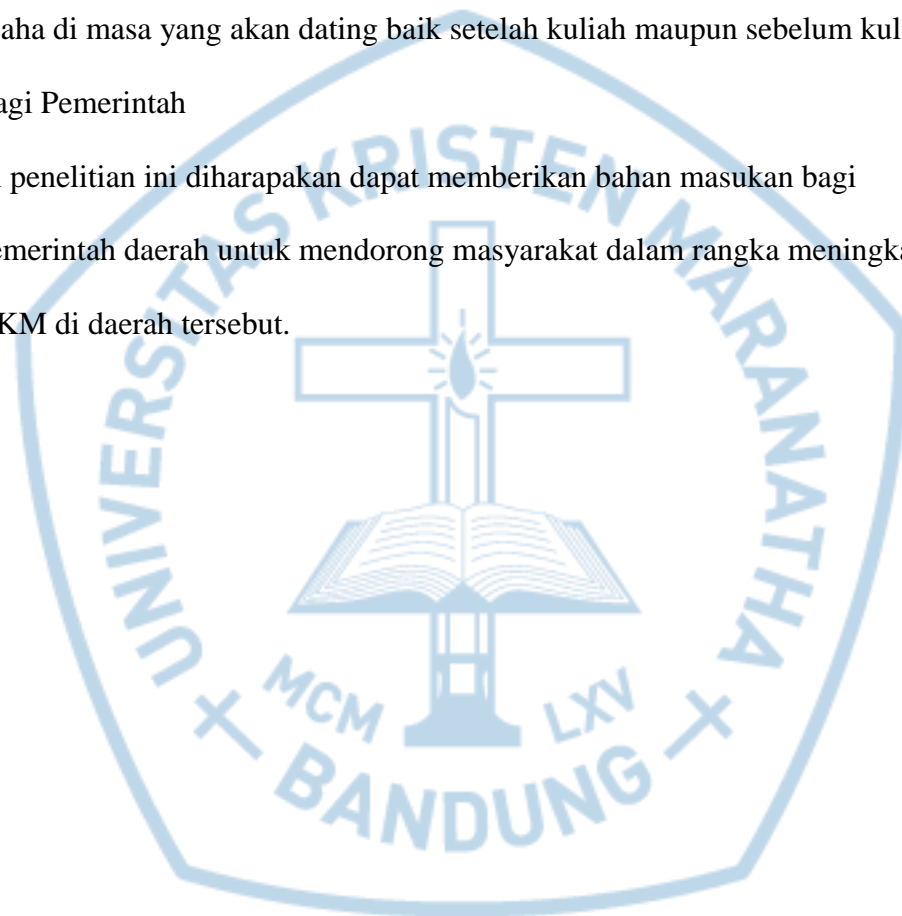 aha di masa yang akan dating baik setelah kuliah maupun sebelum kul
agi Pemerintah
penelitian ini diharapakan dapat memberikan bahan masukan bagi
emerintah daerah untuk mendorong masyarakat dalam rangka meningka
KM di daerah tersebut.
UNIVERSITAS KRISTEN MARANATHA
MCM LXV
BANDUNG